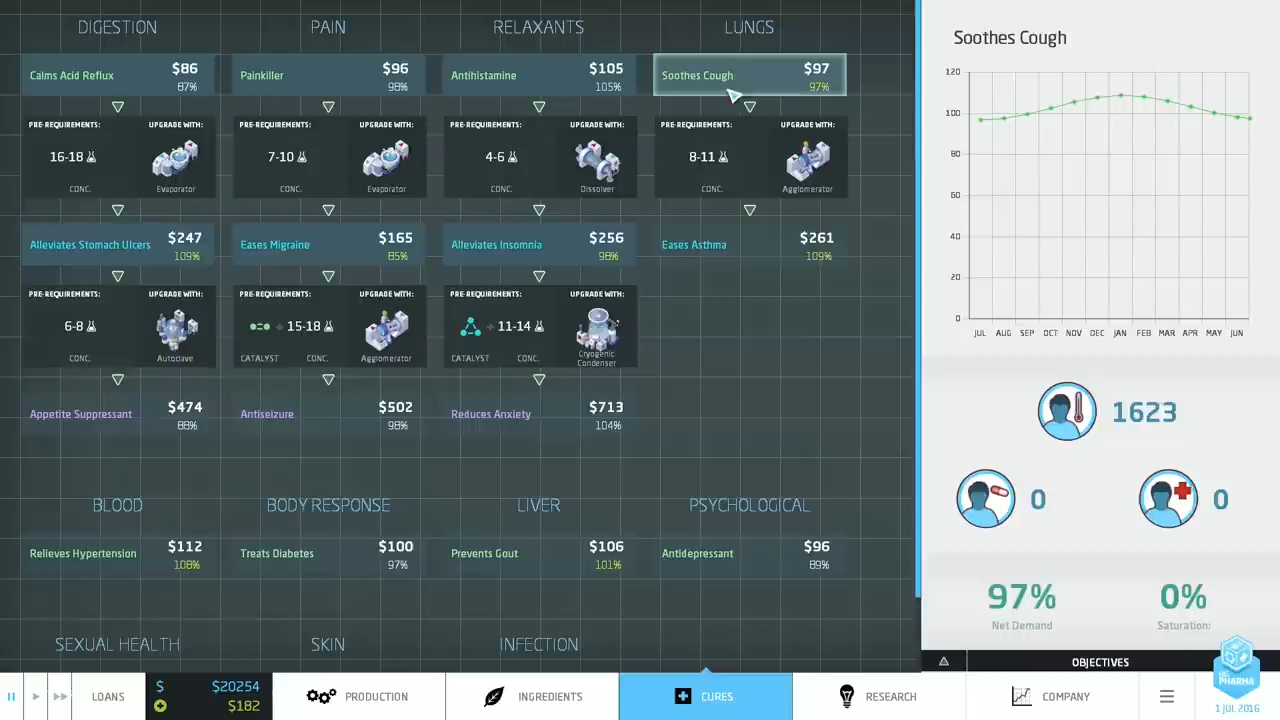 DIGESTION
PAIN
RELAXANTS
LUNGS
Calms Acid Reflux $86 87%
Painkiller $96 98%
Antihistamine $105 105%
Soothes Cough $97 97%
PRE-REQUIREMENTS: UPGRADE WITH:
16-18
CONC. Evaporator
PRE-REQUIREMENTS: UPGRADE WITH:
7-10
CONC. Evaporator
PRE-REQUIREMENTS: UPGRADE WITH:
4-6
CONC. Dissolver
PRE-REQUIREMENTS: UPGRADE WITH:
8-11
CONC. Agglomerator
Alleviates Stomach Ulcers $247 109%
Eases Migraine $165 85%
Alleviates Insomnia $256 98%
Eases Asthma $261 109%
PRE-REQUIREMENTS: UPGRADE WITH:
6-8
CONC. Autoclave
PRE-REQUIREMENTS: UPGRADE WITH:
+ 15-18
CATALYST CONC. Agglomerator
PRE-REQUIREMENTS: UPGRADE WITH:
+ 11-14
CATALYST CONC. Cryogenic Condenser
Appetite Suppressant $474 88%
Antiseizure $502 98%
Reduces Anxiety $713 104%
BLOOD
BODY RESPONSE
LIVER
PSYCHOLOGICAL
Relieves Hypertension $112 108%
Treats Diabetes $100 97%
Prevents Gout $106 101%
Antidepressant $96 89%
SEXUAL HEALTH
SKIN
INFECTION
Soothes Cough
120
100
80
60
40
20
0
JUL AUG SEP OCT NOV DEC JAN FEB MAR APR MAY JUN
1623
0
0
97%
0%
Net Demand
Saturation:
OBJECTIVES
LOANS
$ $20254
$182
PRODUCTION
INGREDIENTS
CURES
RESEARCH
COMPANY
BIG PHARMA
1 JUL 2016